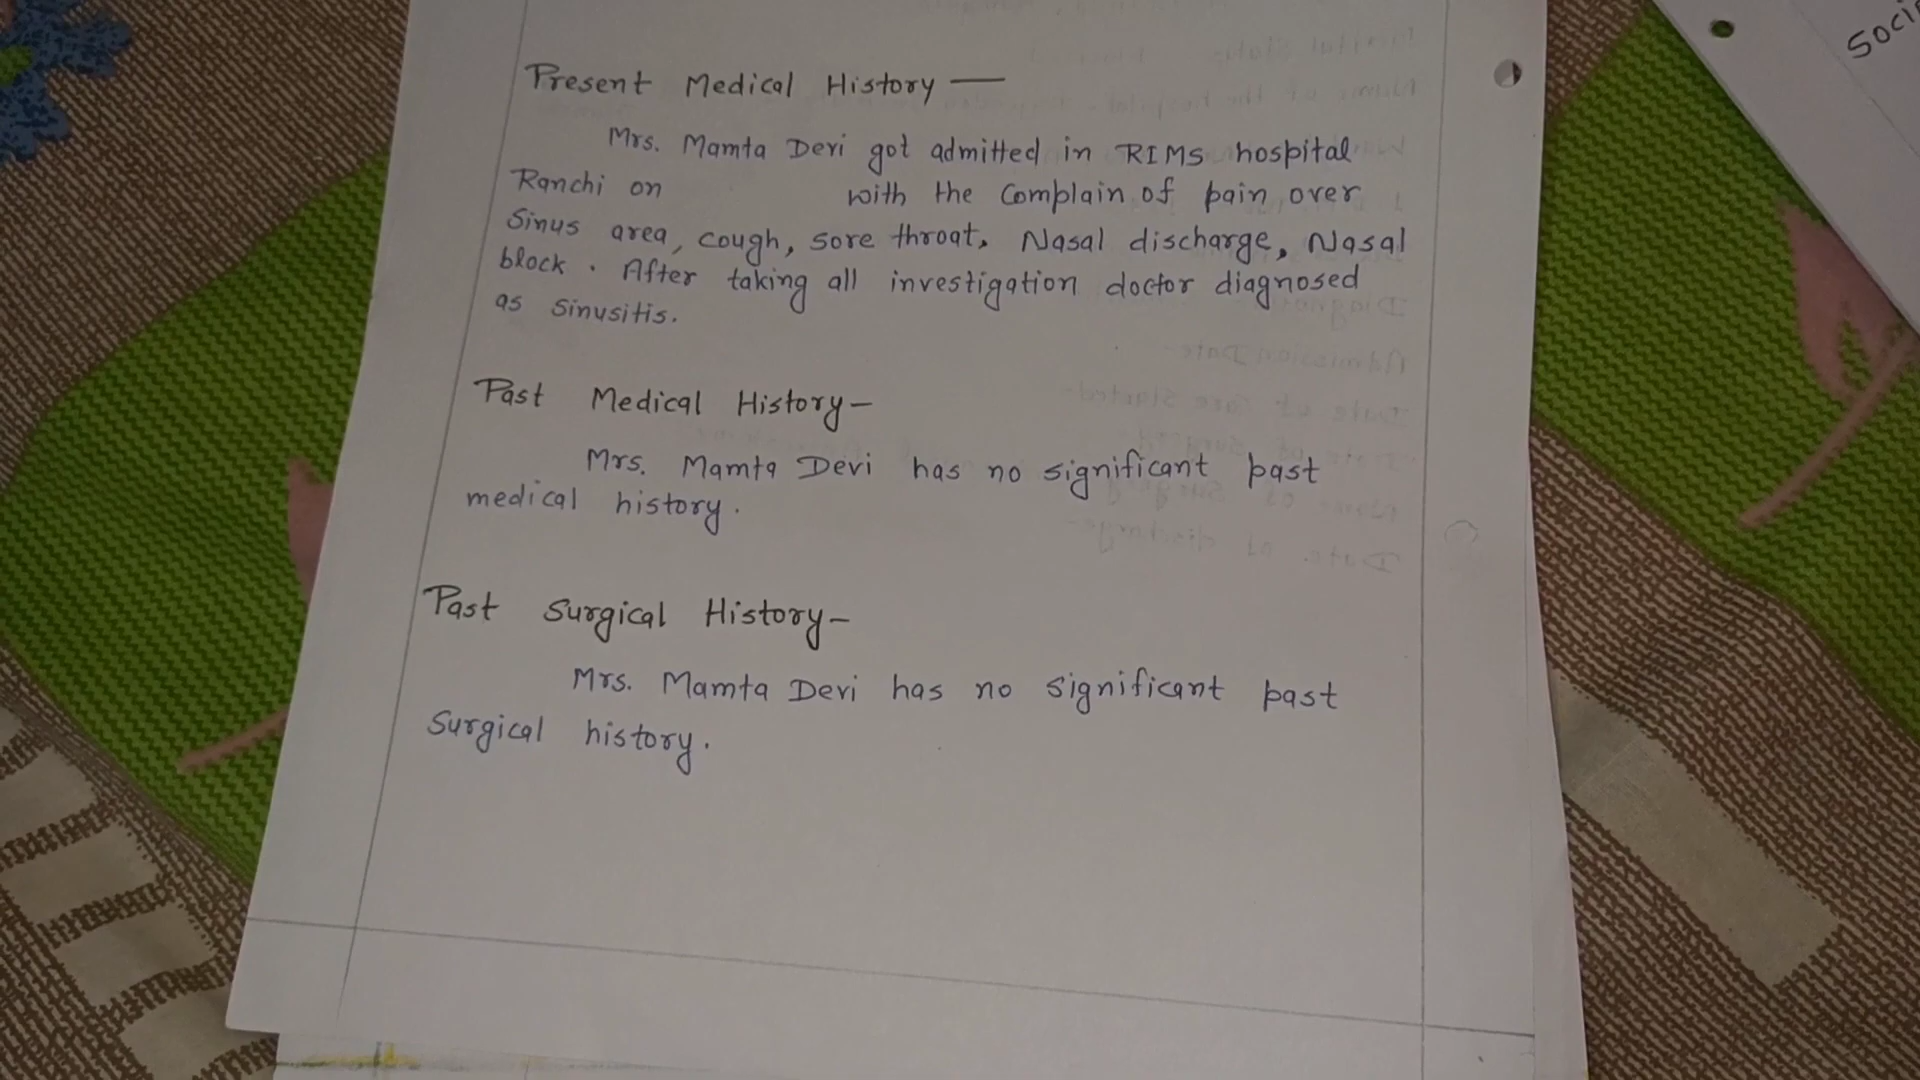 Present Medical History —
Mrs. Mamta Devi got admitted in RIMS hospital
Ranchi on with the Complain of pain over
Sinus area, cough, sore throat, Nasal discharge, Nasal
block. After taking all investigation doctor diagnosed
as Sinusitis.
Past Medical History-
Mrs. Mamta Devi has no significant past
medical history.
Past Surgical History-
Mrs. Mamta Devi has no significant past
Surgical history.